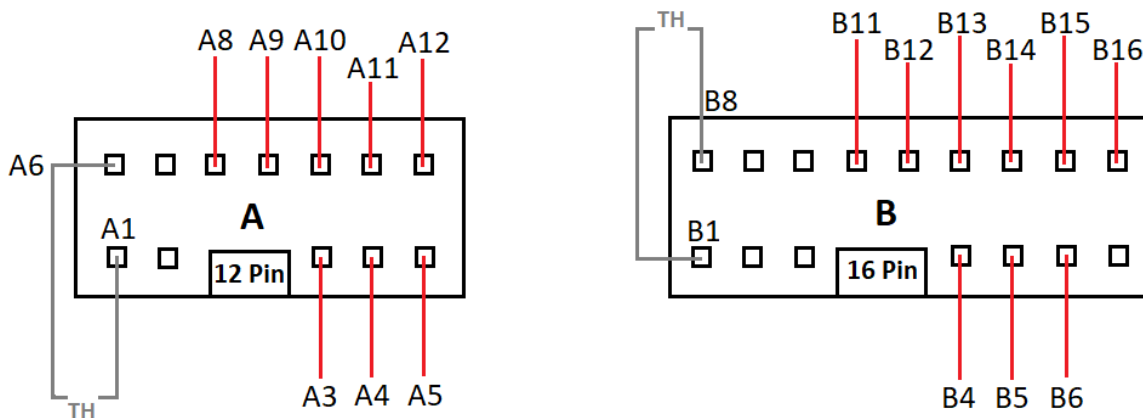 A8 A9 A10 A11 A12
A6
A1
A
12 Pin
A3 A4 A5
TH
TH
B11 B12 B13 B14 B15 B16
B8
B1
B
16 Pin
B4 B5 B6